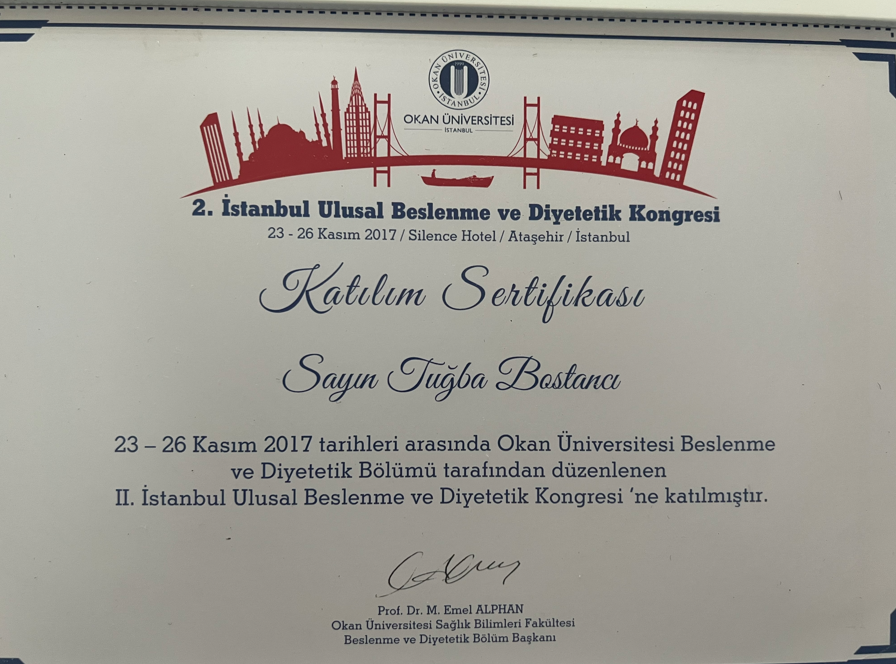 OKAN ÜNİVERSİTESİ
İSTANBUL
OKAN ÜNİVERSİTESİ
İSTANBUL
2. İstanbul Ulusal Beslenme ve Diyetetik Kongresi
23 - 26 Kasım 2017 / Silence Hotel / Ataşehir / İstanbul
Katılım Sertifikası
Sayın Tuğba Bostancı
23 – 26 Kasım 2017 tarihleri arasında Okan Üniversitesi Beslenme
ve Diyetetik Bölümü tarafından düzenlenen
II. İstanbul Ulusal Beslenme ve Diyetetik Kongresi ‘ne katılmıştır.
Prof. Dr. M. Emel ALPHAN
Okan Üniversitesi Sağlık Bilimleri Fakültesi
Beslenme ve Diyetetik Bölüm Başkanı